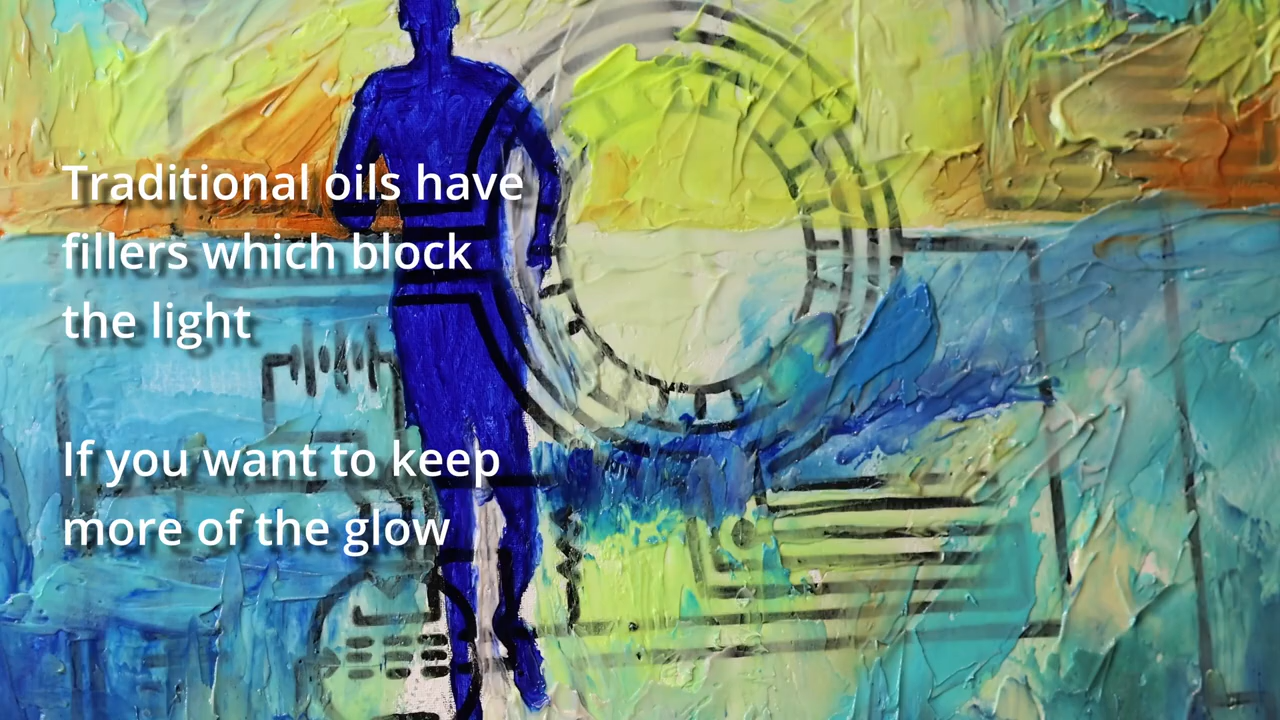 Traditional oils have
fillers which block
the light
If you want to keep
more of the glow